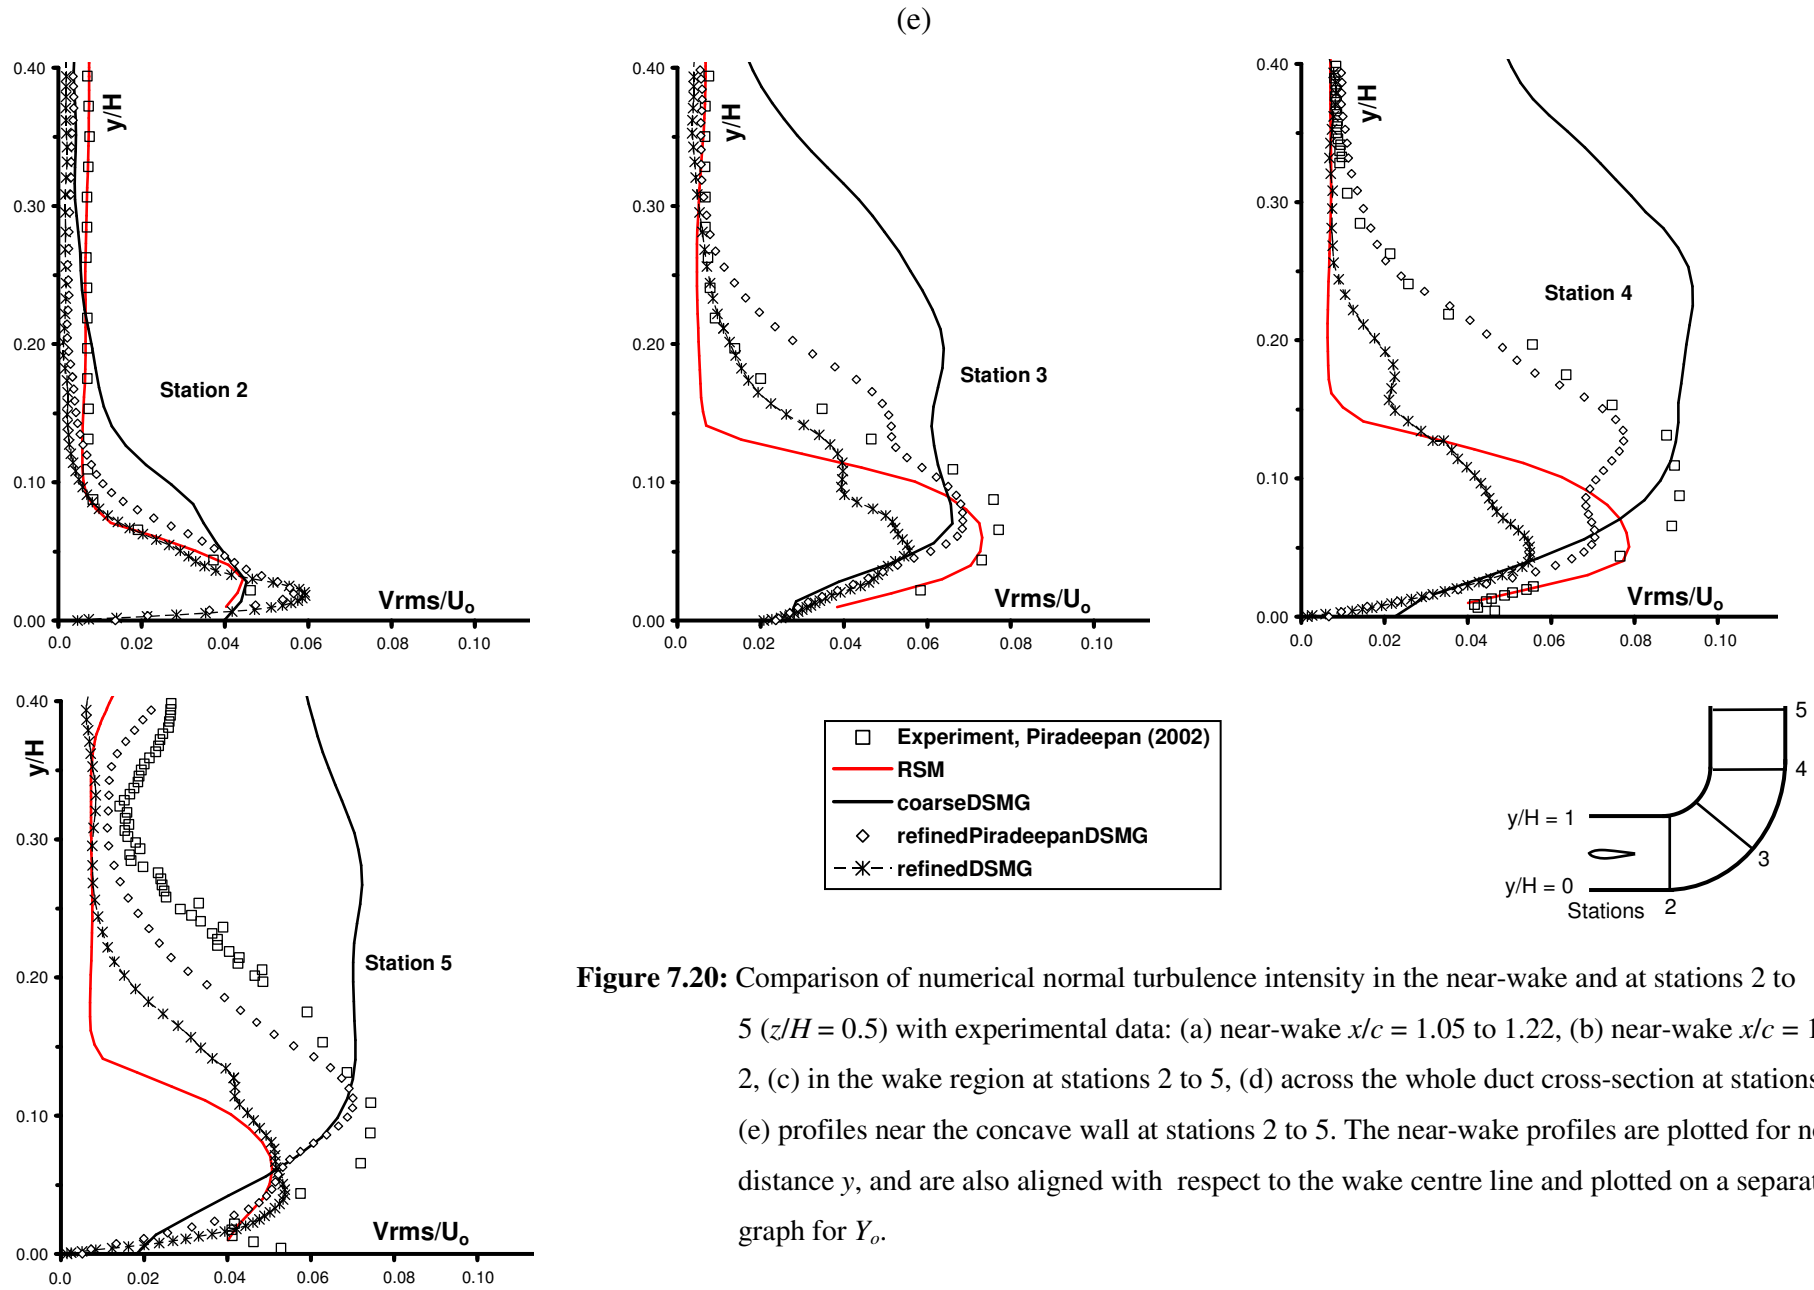 (e)
0.40
0.30
0.20
0.10
0.00
y/H
Station 2
Vrms/Uo
0.0 0.02 0.04 0.06 0.08 0.10
0.40
0.30
0.20
0.10
0.00
y/H
Station 3
Vrms/Uo
0.0 0.02 0.04 0.06 0.08 0.10
0.40
0.30
0.20
0.10
0.00
y/H
Station 4
Vrms/Uo
0.0 0.02 0.04 0.06 0.08 0.10
0.40
0.30
0.20
0.10
0.00
y/H
Station 5
Vrms/Uo
0.0 0.02 0.04 0.06 0.08 0.10
Experiment, Piradeepan (2002)
RSM
coarseDSMG
refinedPiradeepanDSMG
refinedDSMG
5
4
y/H = 1
3
y/H = 0
Stations 2
Figure 7.20: Comparison of numerical normal turbulence intensity in the near-wake and at stations 2 to
5 (z/H = 0.5) with experimental data: (a) near-wake x/c = 1.05 to 1.22, (b) near-wake x/c = 1
2, (c) in the wake region at stations 2 to 5, (d) across the whole duct cross-section at stations
(e) profiles near the concave wall at stations 2 to 5. The near-wake profiles are plotted for
distance y, and are also aligned with respect to the wake centre line and plotted on a separat
graph for Yo.